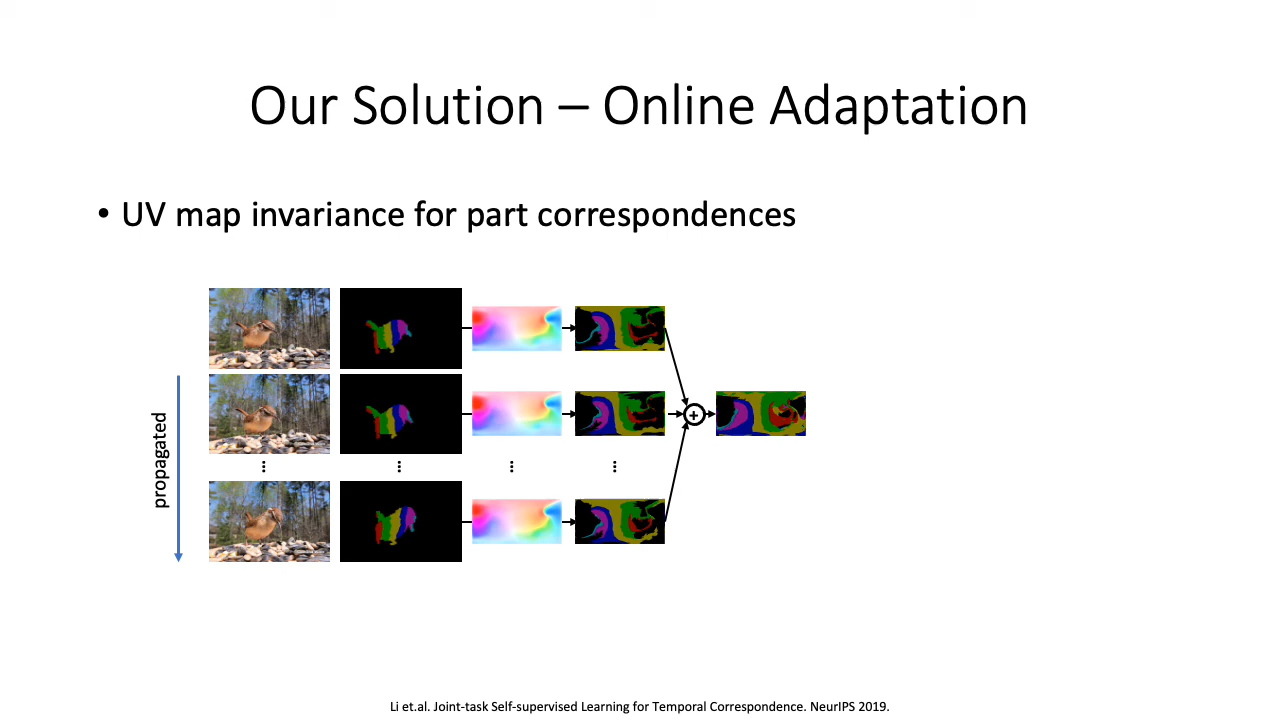 Our Solution – Online Adaptation
• UV map invariance for part correspondences
propagated
Li et.al. Joint-task Self-supervised Learning for Temporal Correspondence. NeurIPS 2019.